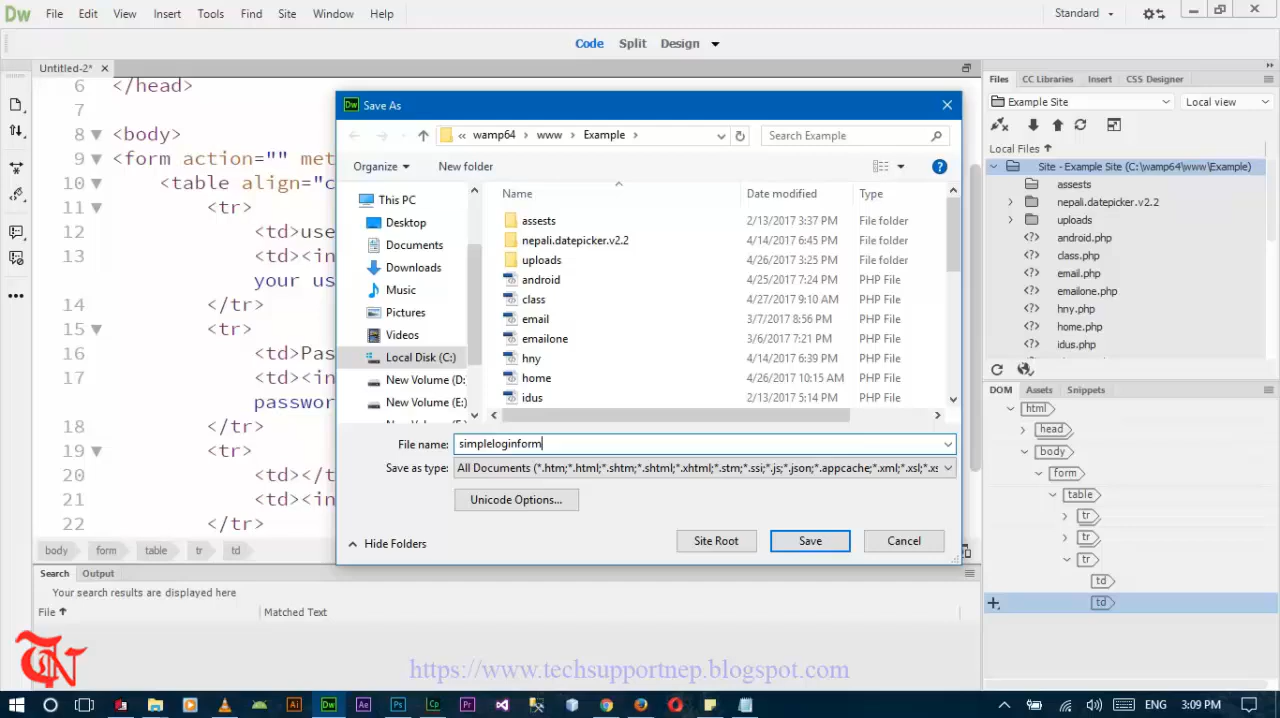 Dw File Edit View Insert Tools Find Site Window Help Standard
Code Split Design
Untitled-2* ×
6 </head>
7
8 <body>
9 <form action="" met
10 <table align="c
11 <tr>
12 <td>use
13 <td><in
your us
14 </tr>
15 <tr>
16 <td>Pas
17 <td><in
passwor
18 </tr>
19 <tr>
20 <td></t
21 <td><in
22 </tr>
body form table tr td
Search Output
Your search results are displayed here
File Matched Text
Dw Save As
« wamp64 › www › Example ›
Search Example
Organize New folder
This PC
Desktop
Documents
Downloads
Music
Pictures
Videos
Local Disk (C:)
New Volume (D:
New Volume (E:)
Name Date modified Type
assests 2/13/2017 3:37 PM File folder
nepali.datepicker.v2.2 4/14/2017 6:45 PM File folder
uploads 4/26/2017 3:25 PM File folder
android 4/25/2017 7:24 PM PHP File
class 4/27/2017 9:10 AM PHP File
email 3/7/2017 8:56 PM PHP File
emailone 3/6/2017 7:21 PM PHP File
hny 4/14/2017 6:39 PM PHP File
home 4/26/2017 10:15 AM PHP File
idus 2/13/2017 5:14 PM PHP File
File name: simpleloginform
Save as type: All Documents (*.htm;*.html;*.shtm;*.shtml;*.xhtml;*.stm;*.ssi;*.js;*.json;*.appcache;*.xml;*.xsl;*.xs
Unicode Options...
Hide Folders
Site Root Save Cancel
Files CC Libraries Insert CSS Designer
Example Site Local view
Local Files
Site - Example Site (C:\wamp64\www\Example)
assests
nepali.datepicker.v2.2
uploads
android.php
class.php
email.php
emailone.php
hny.php
home.php
idus.php
DOM Assets Snippets
html
head
body
form
table
tr
tr
tr
td
td
TN
https://www.techsupportnep.blogspot.com
Ai Dw Ae Ps Cp Pr
3:09 PM